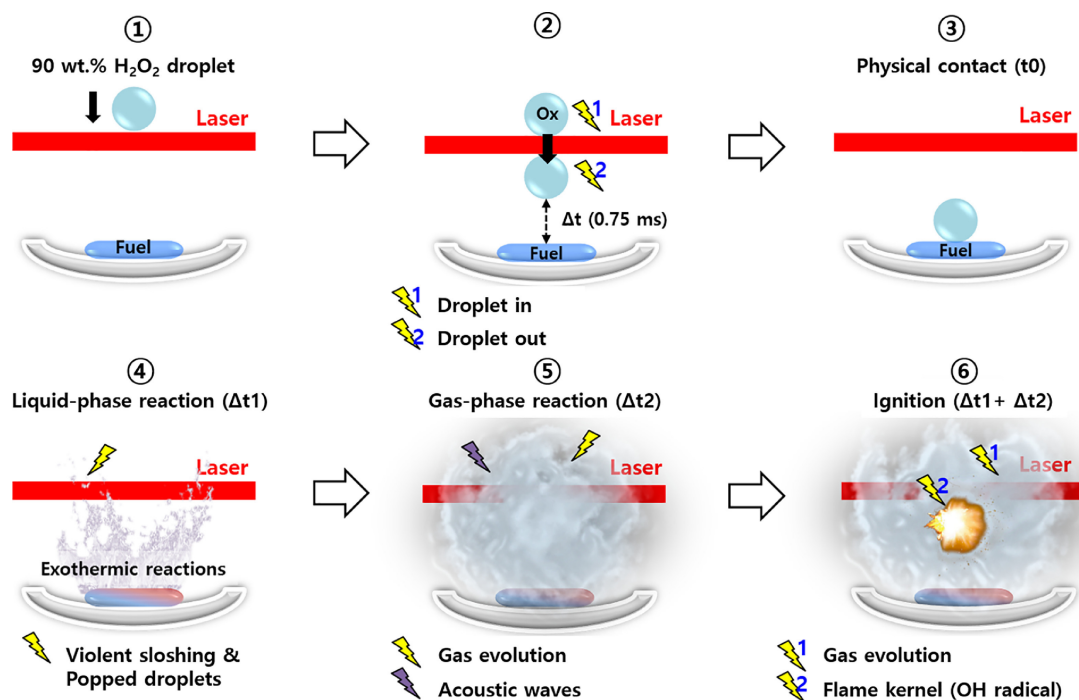 ①
90 wt.% H₂O₂ droplet
Laser
Fuel
②
Ox
1
Laser
2
Δt (0.75 ms)
Fuel
1 Droplet in
2 Droplet out
③
Physical contact (t0)
Laser
Fuel
④
Liquid-phase reaction (Δt1)
Laser
Exothermic reactions
Violent sloshing &
Popped droplets
⑤
Gas-phase reaction (Δt2)
Laser
Gas evolution
Acoustic waves
⑥
Ignition (Δt1+ Δt2)
1
Laser
2
1 Gas evolution
2 Flame kernel (OH radical)